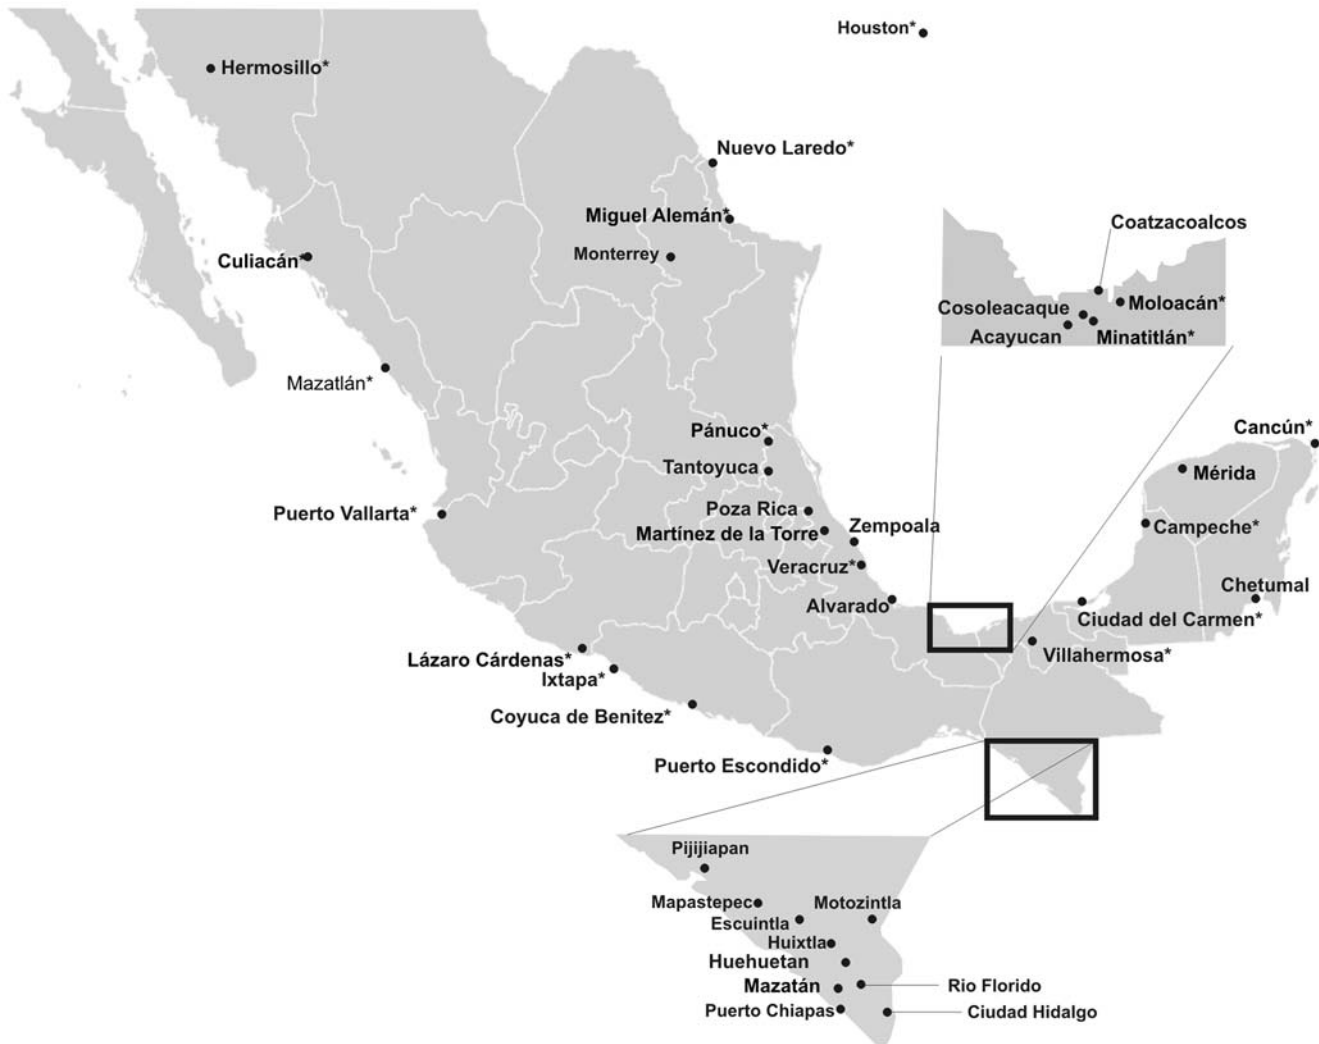 Houston*
Hermosillo*
Nuevo Laredo*
Miguel Alemán*
Coatzacoalcos
Culiacán*
Monterrey
Cosoleacaque
Moloacán*
Acayucan
Minatitlán*
Mazatlán*
Pánuco*
Cancún*
Tantoyuca
Mérida
Puerto Vallarta*
Poza Rica
Zempoala
Campeche*
Martínez de la Torre
Veracruz*
Chetumal
Alvarado
Ciudad del Carmen*
Lázaro Cárdenas*
Villahermosa*
Ixtapa*
Coyuca de Benitez*
Puerto Escondido*
Pijijiapan
Mapastepec
Motozintla
Escuintla
Huixtla
Huehuetan
Mazatán
Rio Florido
Puerto Chiapas
Ciudad Hidalgo